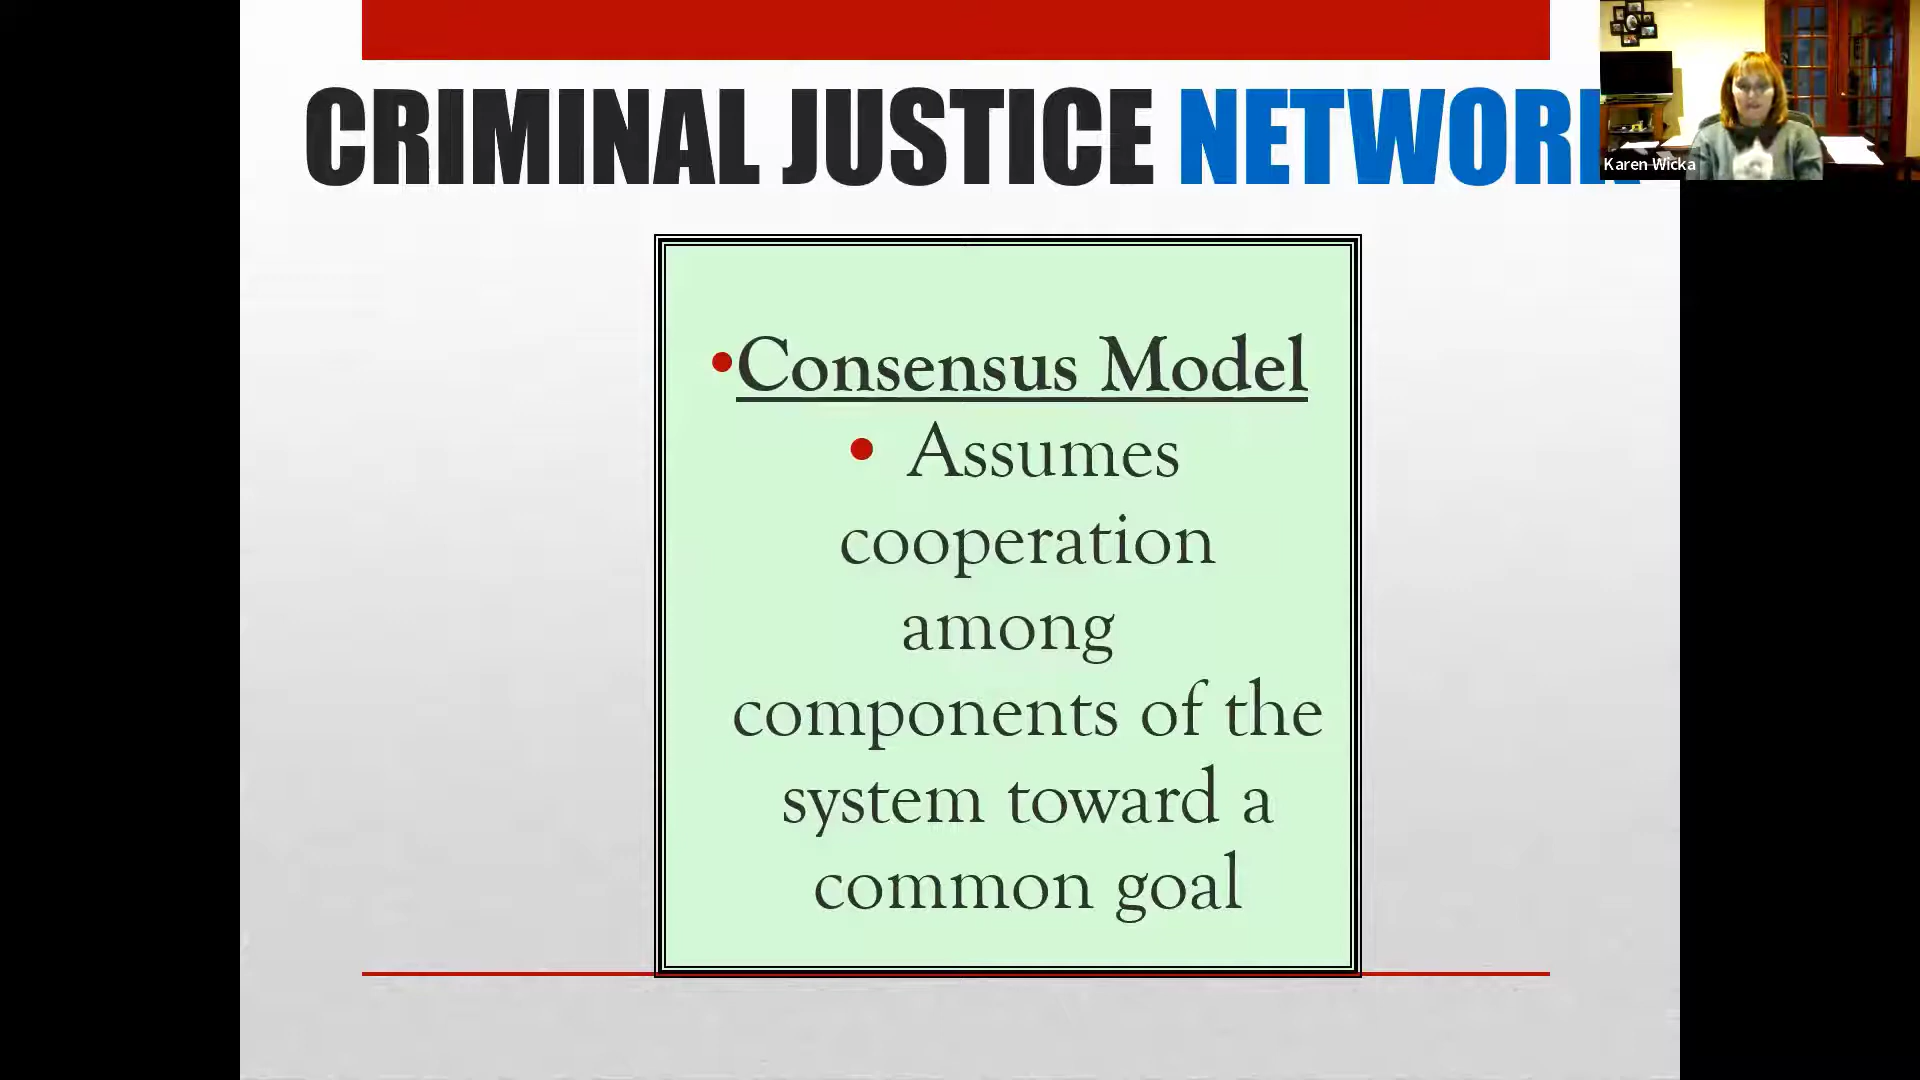 CRIMINAL JUSTICE NETWORK
Karen Wicka
•Consensus Model
• Assumes
cooperation
among
components of the
system toward a
common goal